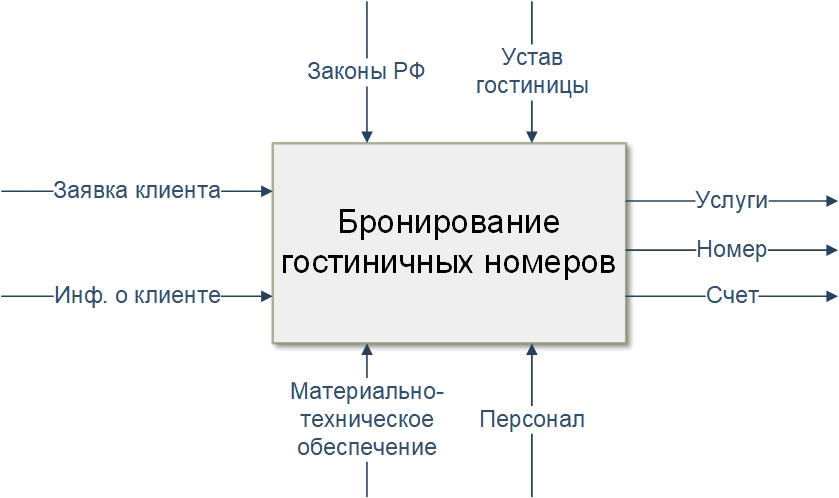 Законы РФ
Устав
гостиницы
Заявка клиента
Инф. о клиенте
Бронирование
гостиничных номеров
Услуги
Номер
Счет
Материально-
техническое
обеспечение
Персонал